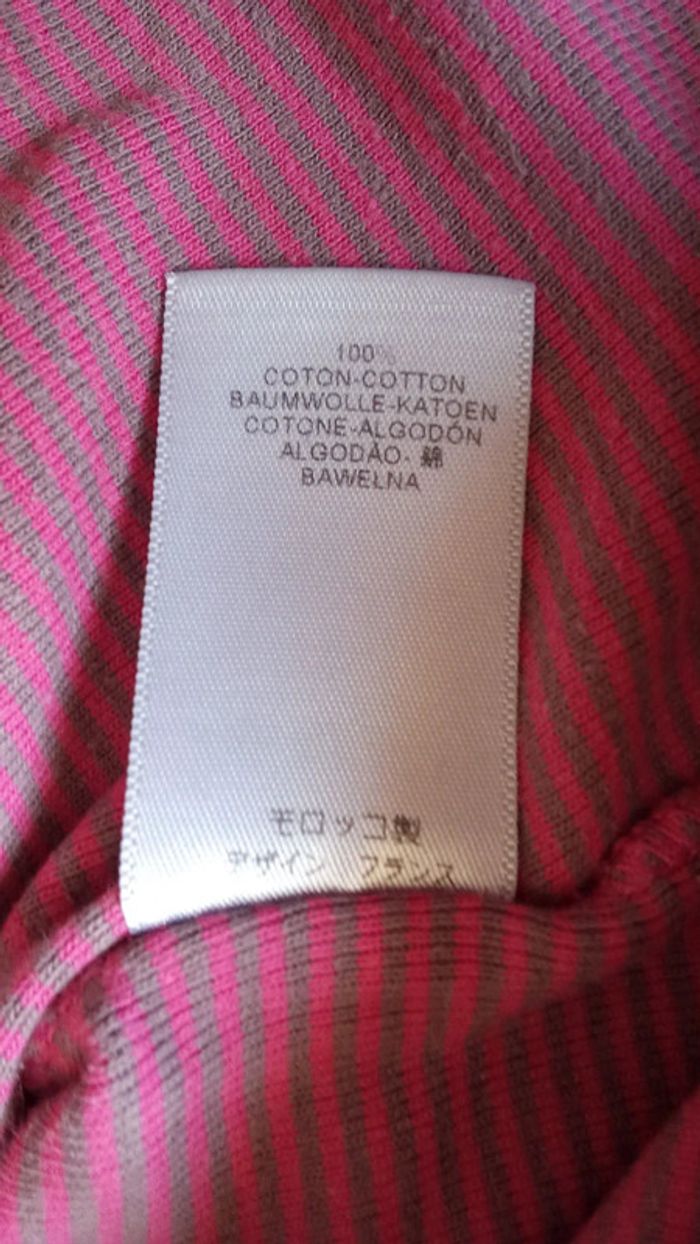 100%
COTON-COTTON
BAUMWOLLE-KATOEN
COTONE-ALGODÓN
ALGODÃO- 綿
BAWEŁNA
モロッコ製
デザイン フランス